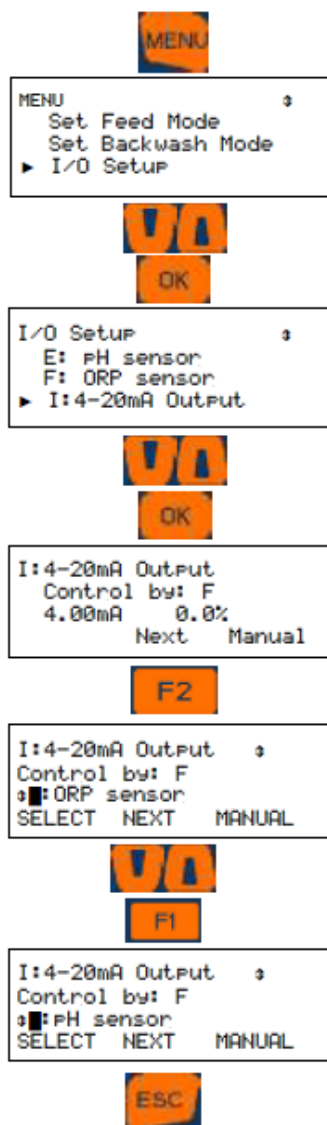 MENU
MENU
Set Feed Mode
Set Backwash Mode
► I/O Setup
OK
I/O Setup
E: pH sensor
F: ORP sensor
► I:4-20mA Output
OK
I:4-20mA Output
Control by: F
4.00mA 0.0%
Next Manual
F2
I:4-20mA Output
Control by: F
:ORP sensor
SELECT NEXT MANUAL
F1
I:4-20mA Output
Control by: F
:pH sensor
SELECT NEXT MANUAL
ESC